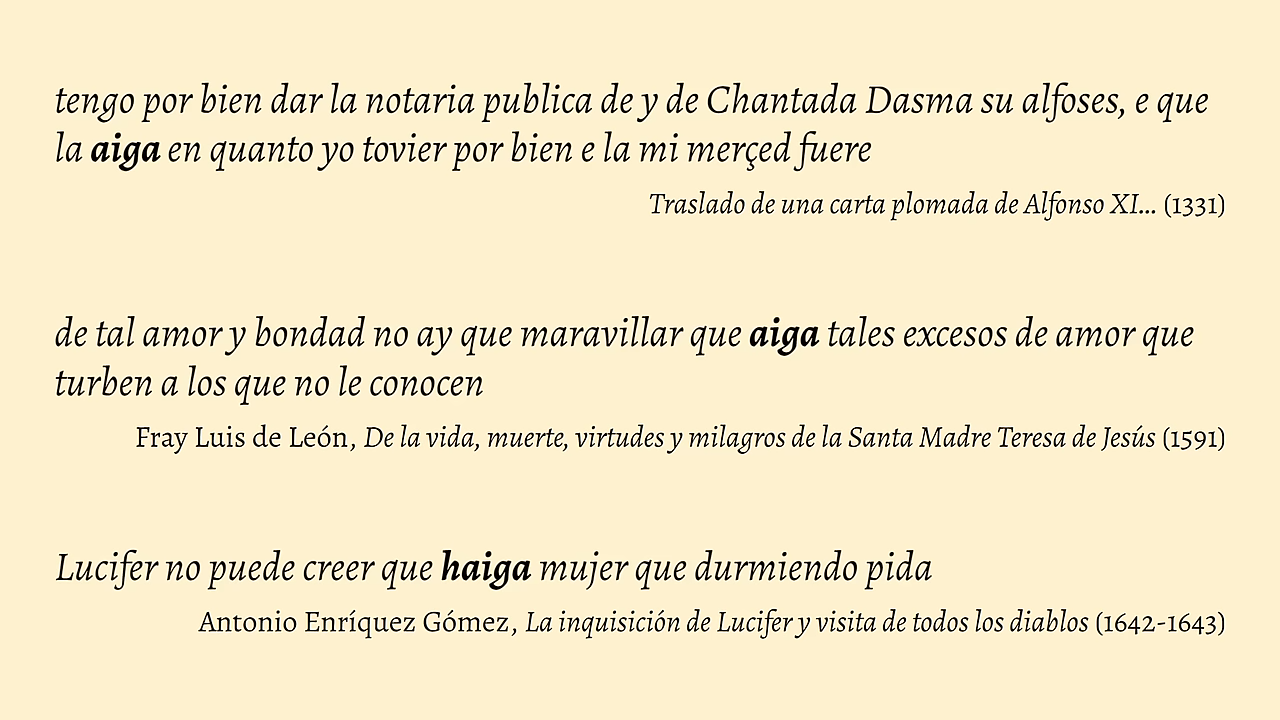 tengo por bien dar la notaria publica de y de Chantada Dasma su alfoses, e que
la aiga en quanto yo tovier por bien e la mi merçed fuere
Traslado de una carta plomada de Alfonso XI... (1331)
de tal amor y bondad no ay que maravillar que aiga tales excesos de amor que
turben a los que no le conocen
Fray Luis de León, De la vida, muerte, virtudes y milagros de la Santa Madre Teresa de Jesús (1591)
Lucifer no puede creer que haiga mujer que durmiendo pida
Antonio Enríquez Gómez, La inquisición de Lucifer y visita de todos los diablos (1642-1643)